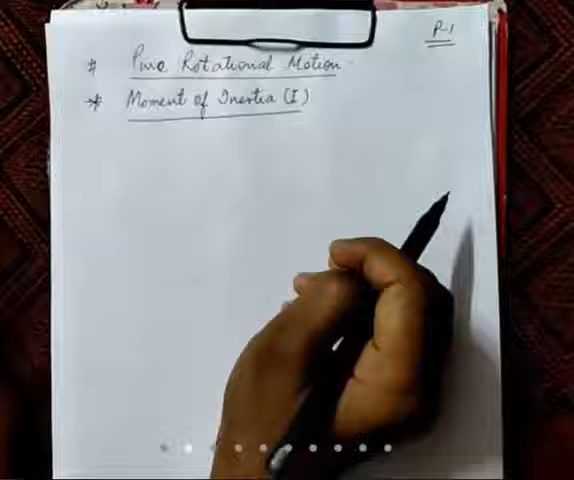 P-1
# Pure Rotational Motion
* Moment of Inertia (I)